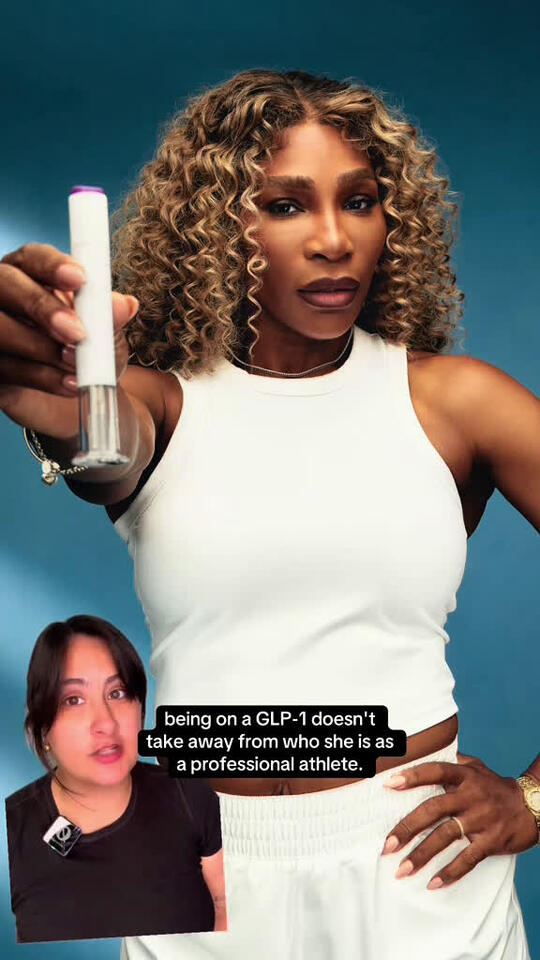 being on a GLP-1 doesn't
take away from who she is as
a professional athlete.